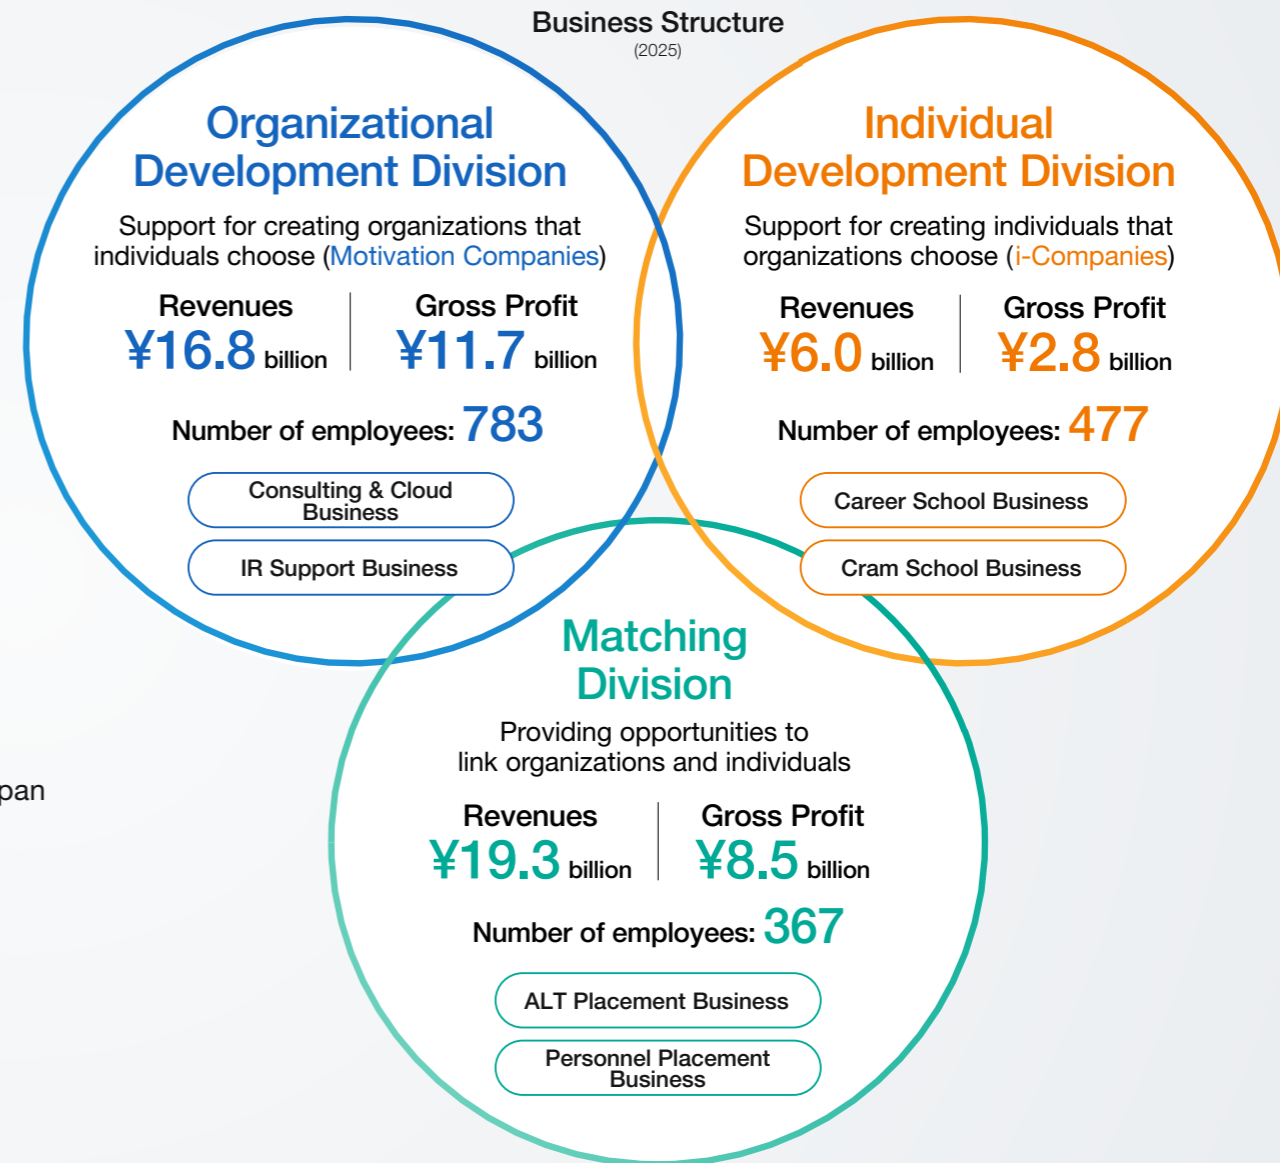 Business Structure
(2025)
Organizational
Development Division
Support for creating organizations that
individuals choose (Motivation Companies)
Revenues
¥16.8 billion
Gross Profit
¥11.7 billion
Number of employees: 783
Consulting & Cloud
Business
IR Support Business
Individual
Development Division
Support for creating individuals that
organizations choose (i-Companies)
Revenues
¥6.0 billion
Gross Profit
¥2.8 billion
Number of employees: 477
Career School Business
Cram School Business
Matching
Division
Providing opportunities to
link organizations and individuals
pan
Revenues
¥19.3 billion
Gross Profit
¥8.5 billion
Number of employees: 367
ALT Placement Business
Personnel Placement
Business